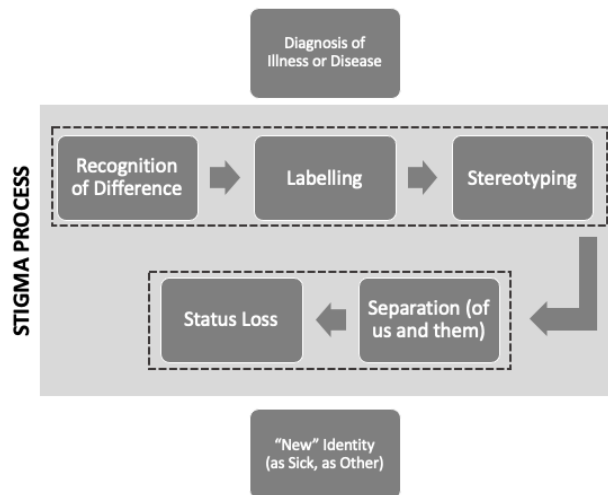 Diagnosis of
Illness or Disease
STIGMA PROCESS
Recognition
of Difference
Labelling
Stereotyping
Separation (of
us and them)
Status Loss
“New” Identity
(as Sick, as Other)